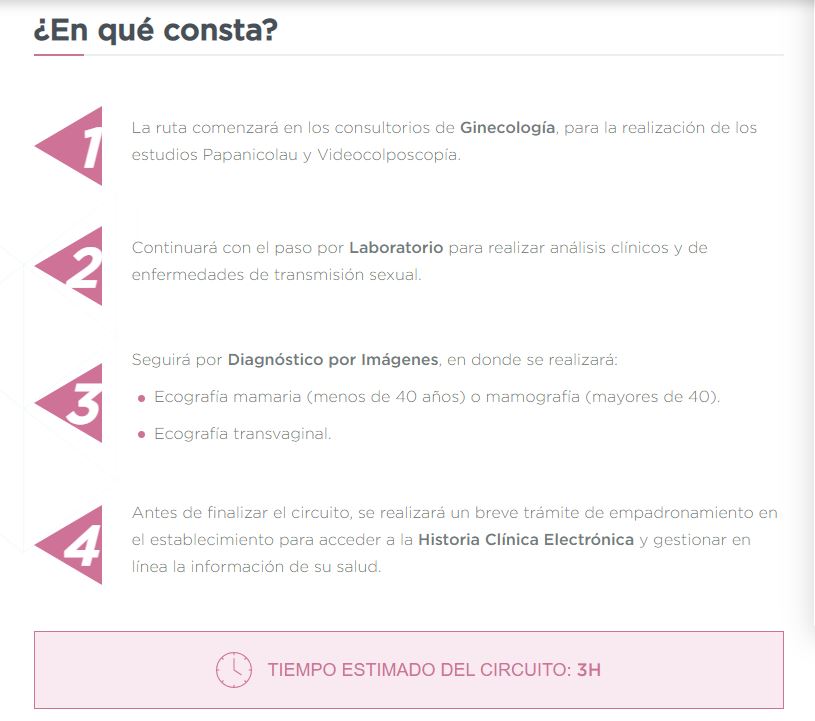 ¿En qué consta?
1
La ruta comenzará en los consultorios de Ginecología, para la realización de los
estudios Papanicolau y Videocolposcopía.
2
Continuará con el paso por Laboratorio para realizar análisis clínicos y de
enfermedades de transmisión sexual.
3
Seguirá por Diagnóstico por Imágenes, en donde se realizará:
• Ecografía mamaria (menos de 40 años) o mamografía (mayores de 40).
• Ecografía transvaginal.
4
Antes de finalizar el circuito, se realizará un breve trámite de empadronamiento en
el establecimiento para acceder a la Historia Clínica Electrónica y gestionar en
línea la información de su salud.
TIEMPO ESTIMADO DEL CIRCUITO: 3H